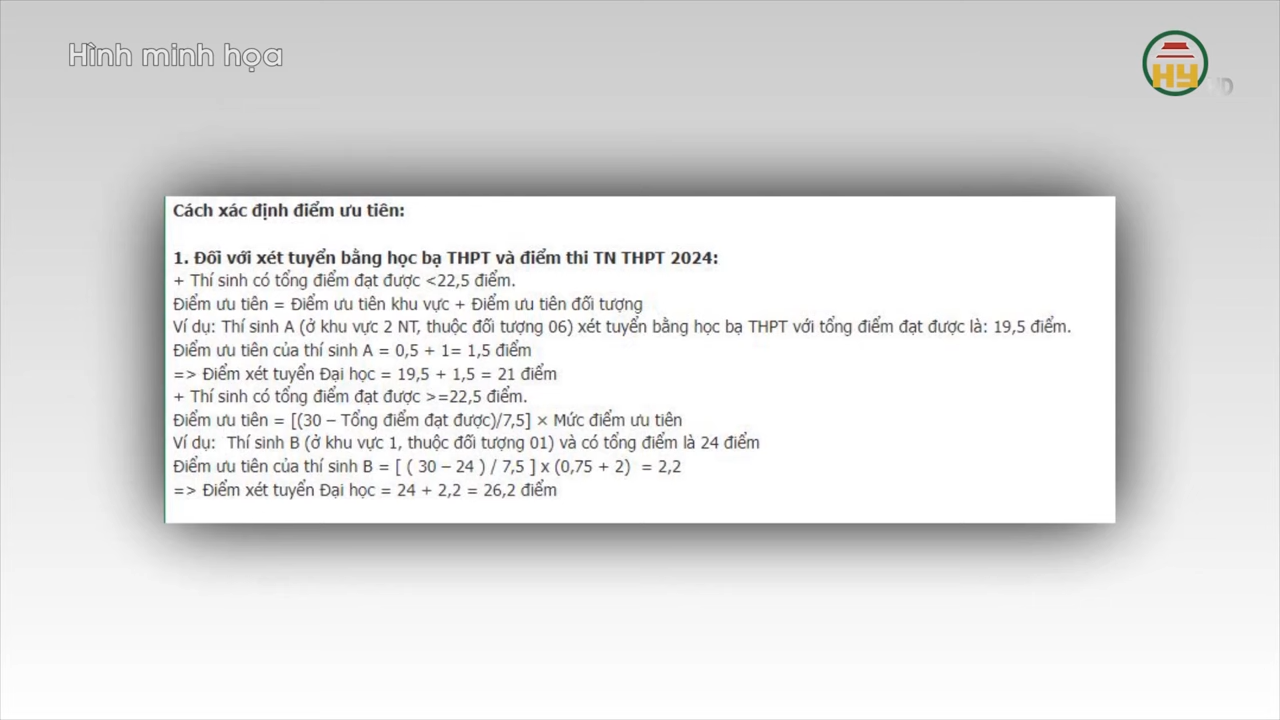 Hình minh họa
HY
HD
Cách xác định điểm ưu tiên:
1. Đối với xét tuyển bằng học bạ THPT và điểm thi TN THPT 2024:
+ Thí sinh có tổng điểm đạt được <22,5 điểm.
Điểm ưu tiên = Điểm ưu tiên khu vực + Điểm ưu tiên đối tượng
Ví dụ: Thí sinh A (ở khu vực 2 NT, thuộc đối tượng 06) xét tuyển bằng học bạ THPT với tổng điểm đạt được là: 19,5 điểm.
Điểm ưu tiên của thí sinh A = 0,5 + 1= 1,5 điểm
=> Điểm xét tuyển Đại học = 19,5 + 1,5 = 21 điểm
+ Thí sinh có tổng điểm đạt được >=22,5 điểm.
Điểm ưu tiên = [(30 – Tổng điểm đạt được)/7,5] × Mức điểm ưu tiên
Ví dụ:  Thí sinh B (ở khu vực 1, thuộc đối tượng 01) và có tổng điểm là 24 điểm
Điểm ưu tiên của thí sinh B = [ ( 30 – 24 ) / 7,5 ] x (0,75 + 2)  = 2,2
=> Điểm xét tuyển Đại học = 24 + 2,2 = 26,2 điểm